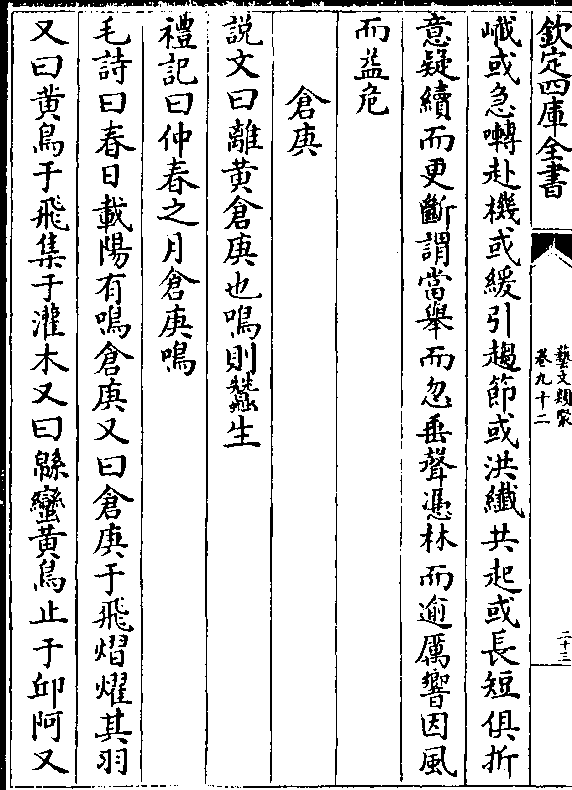 欽定四庫全書
藝文類聚
卷九十二
二十三
巇或急囀赴機或緩引趨節或洪纖共起或長短俱折
意疑續而更斷謂當舉而忽垂聲憑林而逾厲響因風
而益危
倉庚
説文曰離黄倉庚也鳴則蠶生
禮記曰仲春之月倉庚鳴
毛詩曰春日載陽有鳴倉庚又曰倉庚于飛熠燿其羽
又曰黄鳥于飛集于灌木又曰緜蠻黄鳥止于邱阿又